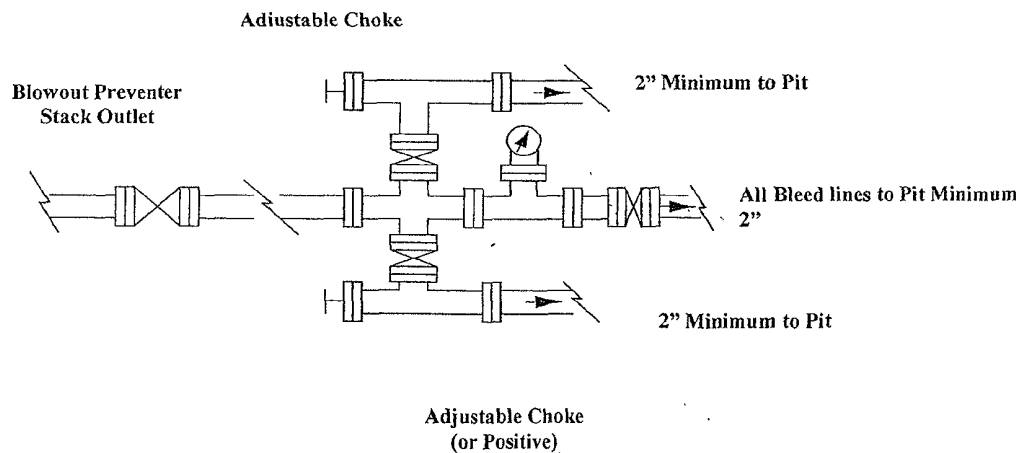 Adiustable Choke
Blowout Preventer
Stack Outlet
2” Minimum to Pit
All Bleed lines to Pit Minimum
2”
2” Minimum to Pit
Adjustable Choke
(or Positive)